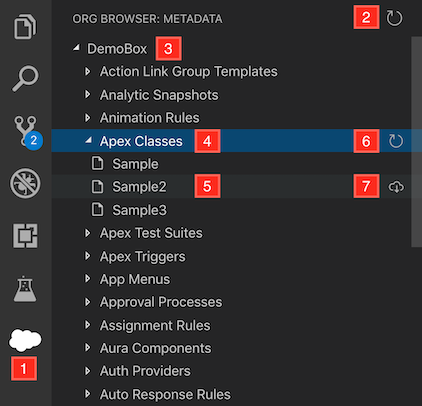 ORG BROWSER: METADATA 2
DemoBox 3
Action Link Group Templates
Analytic Snapshots
Animation Rules
2
Apex Classes 4 6
Sample
Sample2 5 7
Sample3
Apex Test Suites
Apex Triggers
App Menus
Approval Processes
Assignment Rules
Aura Components
1
Auth Providers
Auto Response Rules